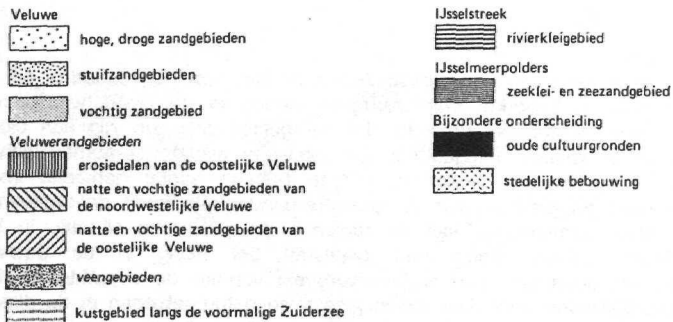 Veluwe
hoge, droge zandgebieden
stuifzandgebieden
vochtig zandgebied
Veluwerandgebieden
erosiedalen van de oostelijke Veluwe
natte en vochtige zandgebieden van
de noordwestelijke Veluwe
natte en vochtige zandgebieden van
de oostelijke Veluwe
veengebieden
kustgebied langs de voormalige Zuiderzee
IJsselstreek
rivierkleigebied
IJsselmeerpolders
zeeklei- en zeezandgebied
Bijzondere onderscheiding
oude cultuurgronden
stedelijke bebouwing